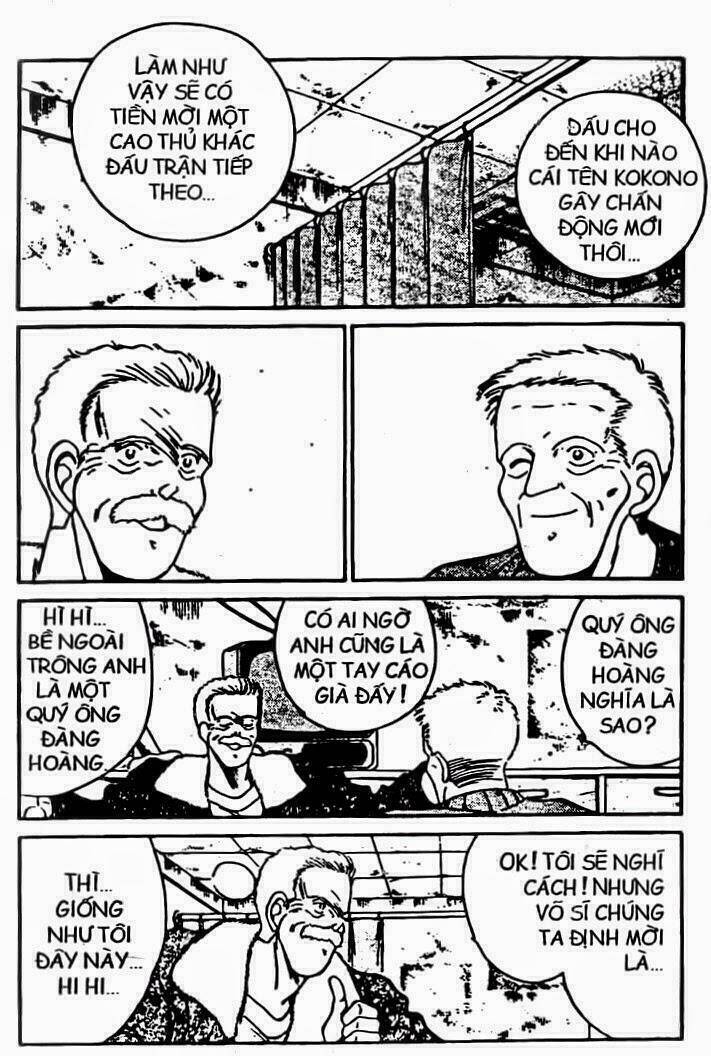 LÀM NHƯ
VẬY SẼ CÓ
TIỀN MỜI MỘT
CAO THỦ KHÁC
ĐẤU TRẬN TIẾP
THEO...
ĐẤU CHO
ĐẾN KHI NÀO
CÁI TÊN KOKONO
GÂY CHẤN
ĐỘNG MỚI
THÔI...
HÌ HÌ...
BỀ NGOÀI
TRÔNG ANH
LÀ MỘT
QUÝ ÔNG
ĐÀNG
HOÀNG...
CÓ AI NGỜ
ANH CŨNG LÀ
MỘT TAY CÁO
GIÀ ĐẤY!
QUÝ ÔNG
ĐÀNG
HOÀNG
NGHĨA LÀ
SAO?
THÌ...
GIỐNG
NHƯ TÔI
ĐÂY NÀY...
HI HI...
OK! TÔI SẼ NGHĨ
CÁCH! NHƯNG
VÕ SĨ CHÚNG
TA ĐỊNH MỜI
LÀ...